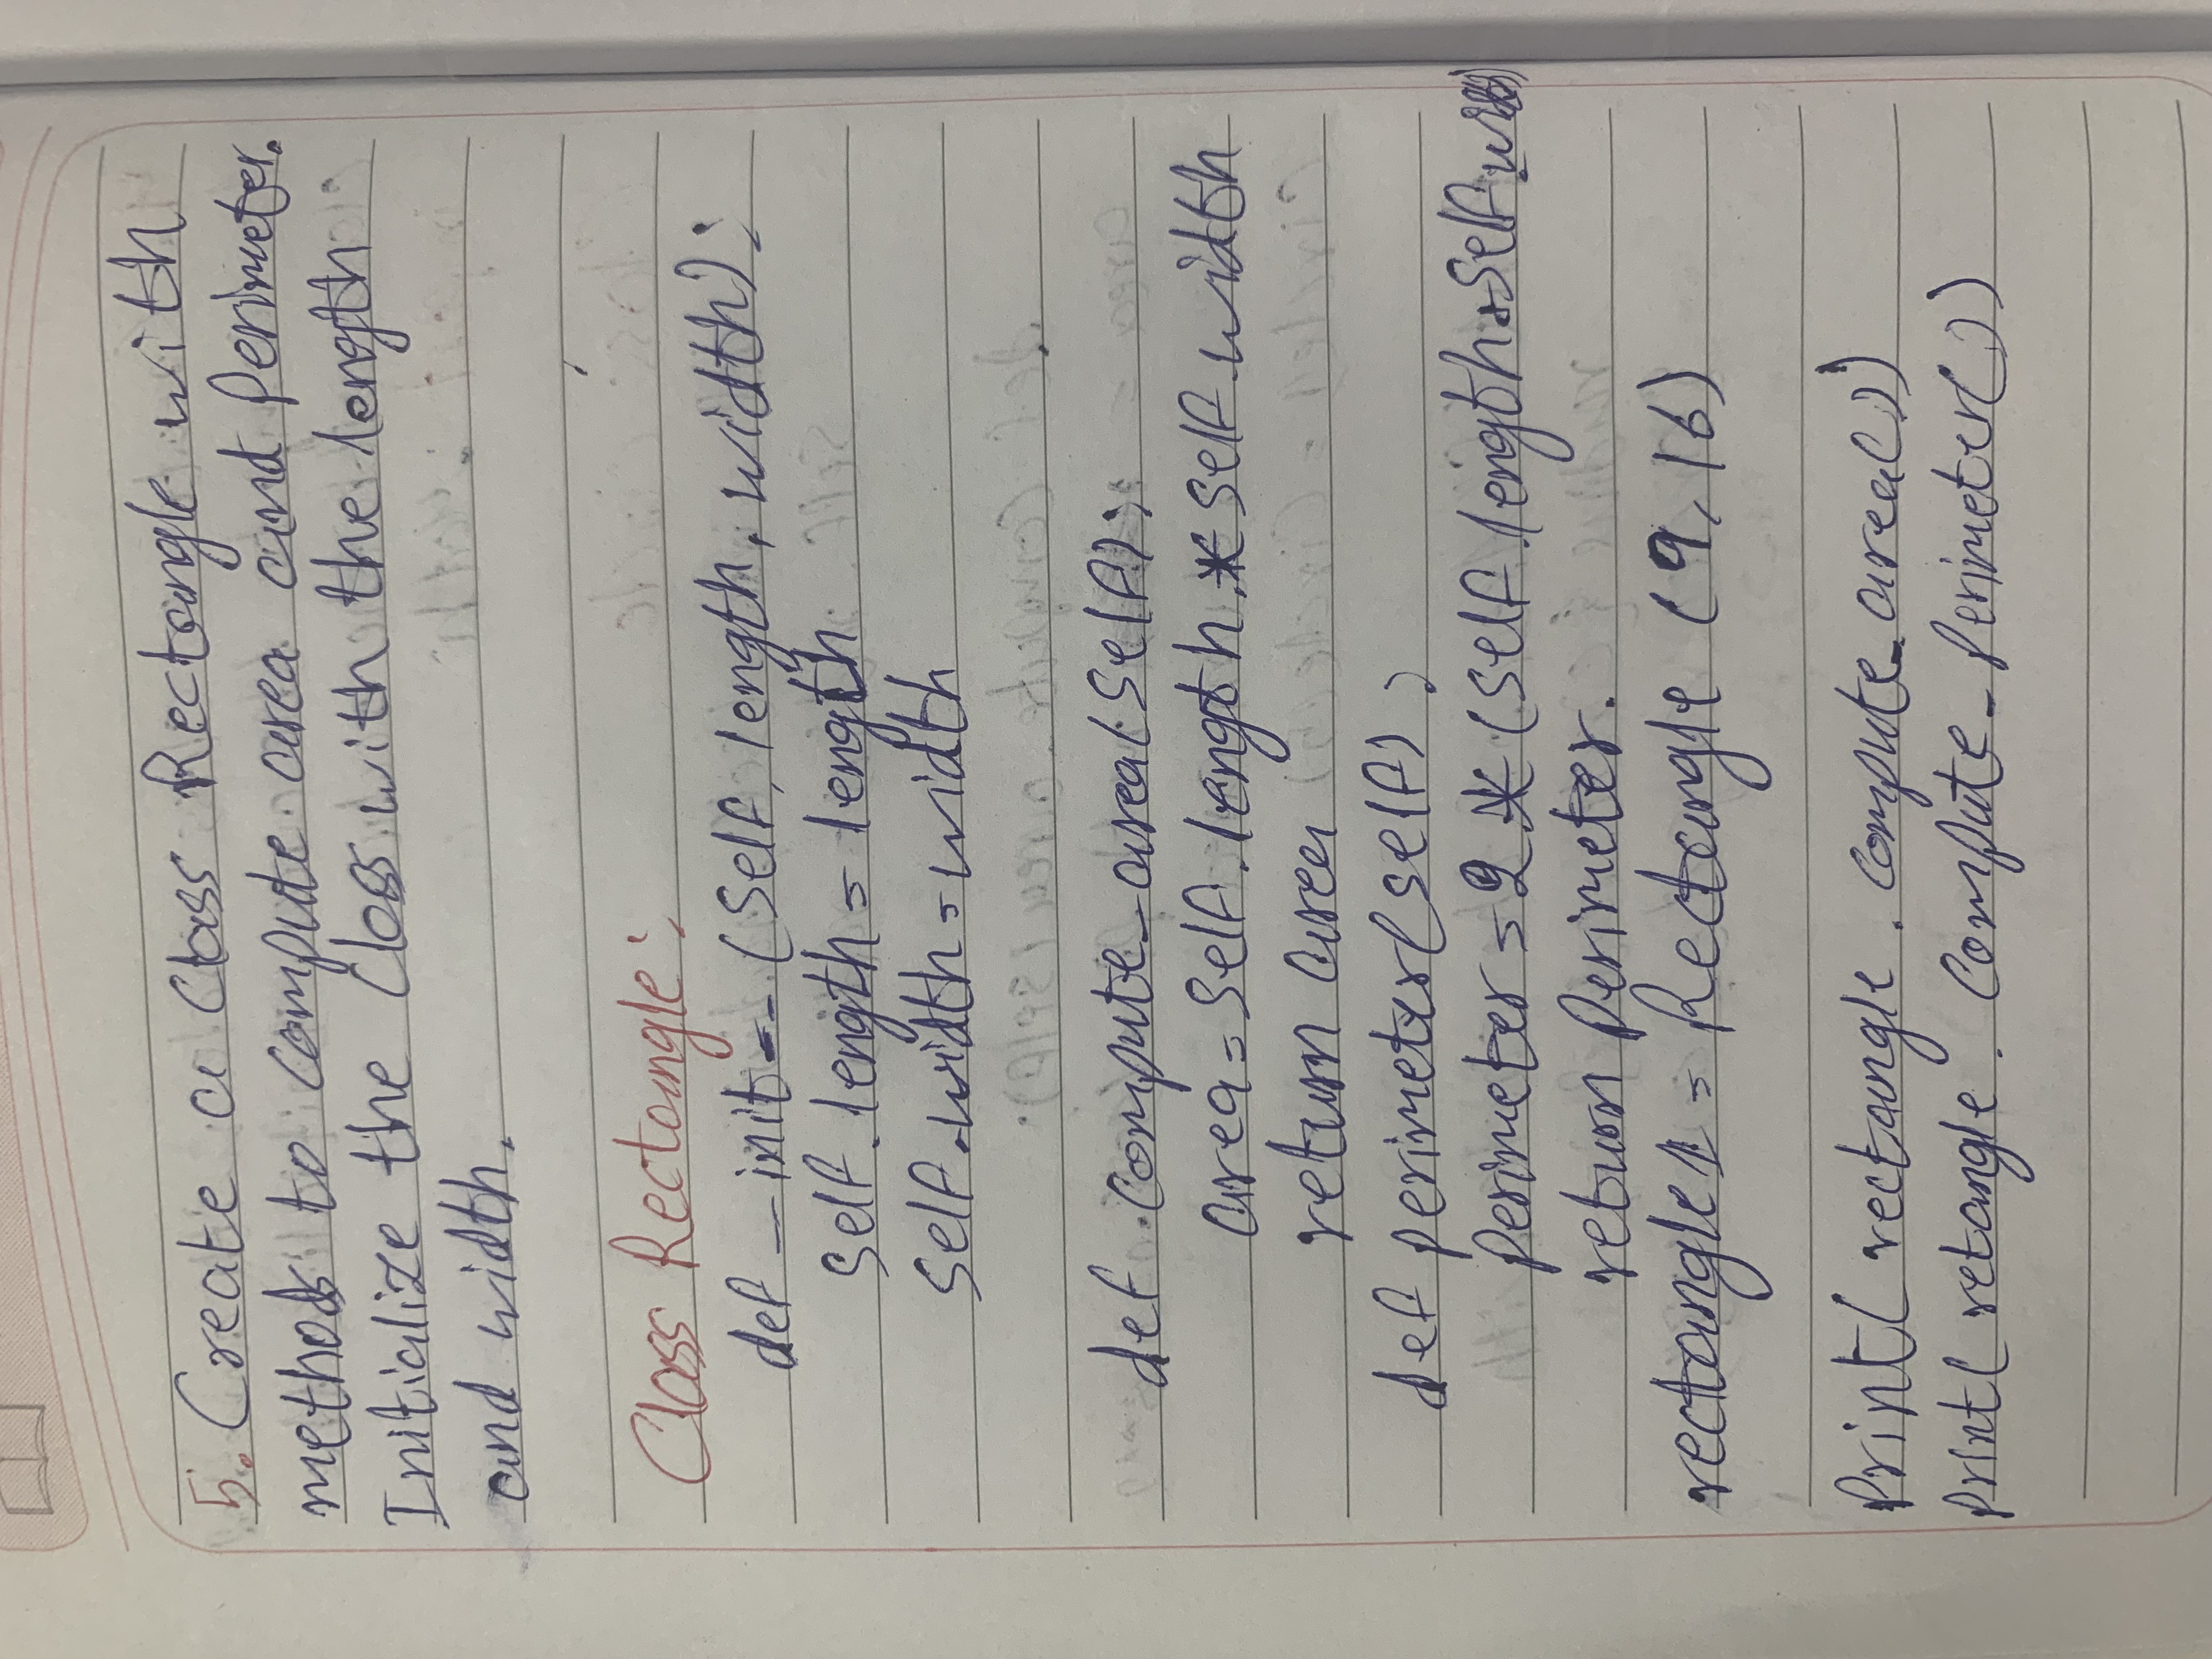 5. Create a Class Rectangle with
methods to compute area and Perimeter.
Initialize the Class with the length
and width.
Class Rectangle:
def _init__(Self, length, width):
Self.length = length
Self.width = width
def compute_area(Self):
area = Self.length * Self.width
return area
def perimeter(self):
Perimeter = 2 * (Self.length + Self.
return Perimeter.
rectangle1 = Rectangle (9, 16)
Print( rectangle . compute_area())
Print( retangle . Compute_Perimeter())